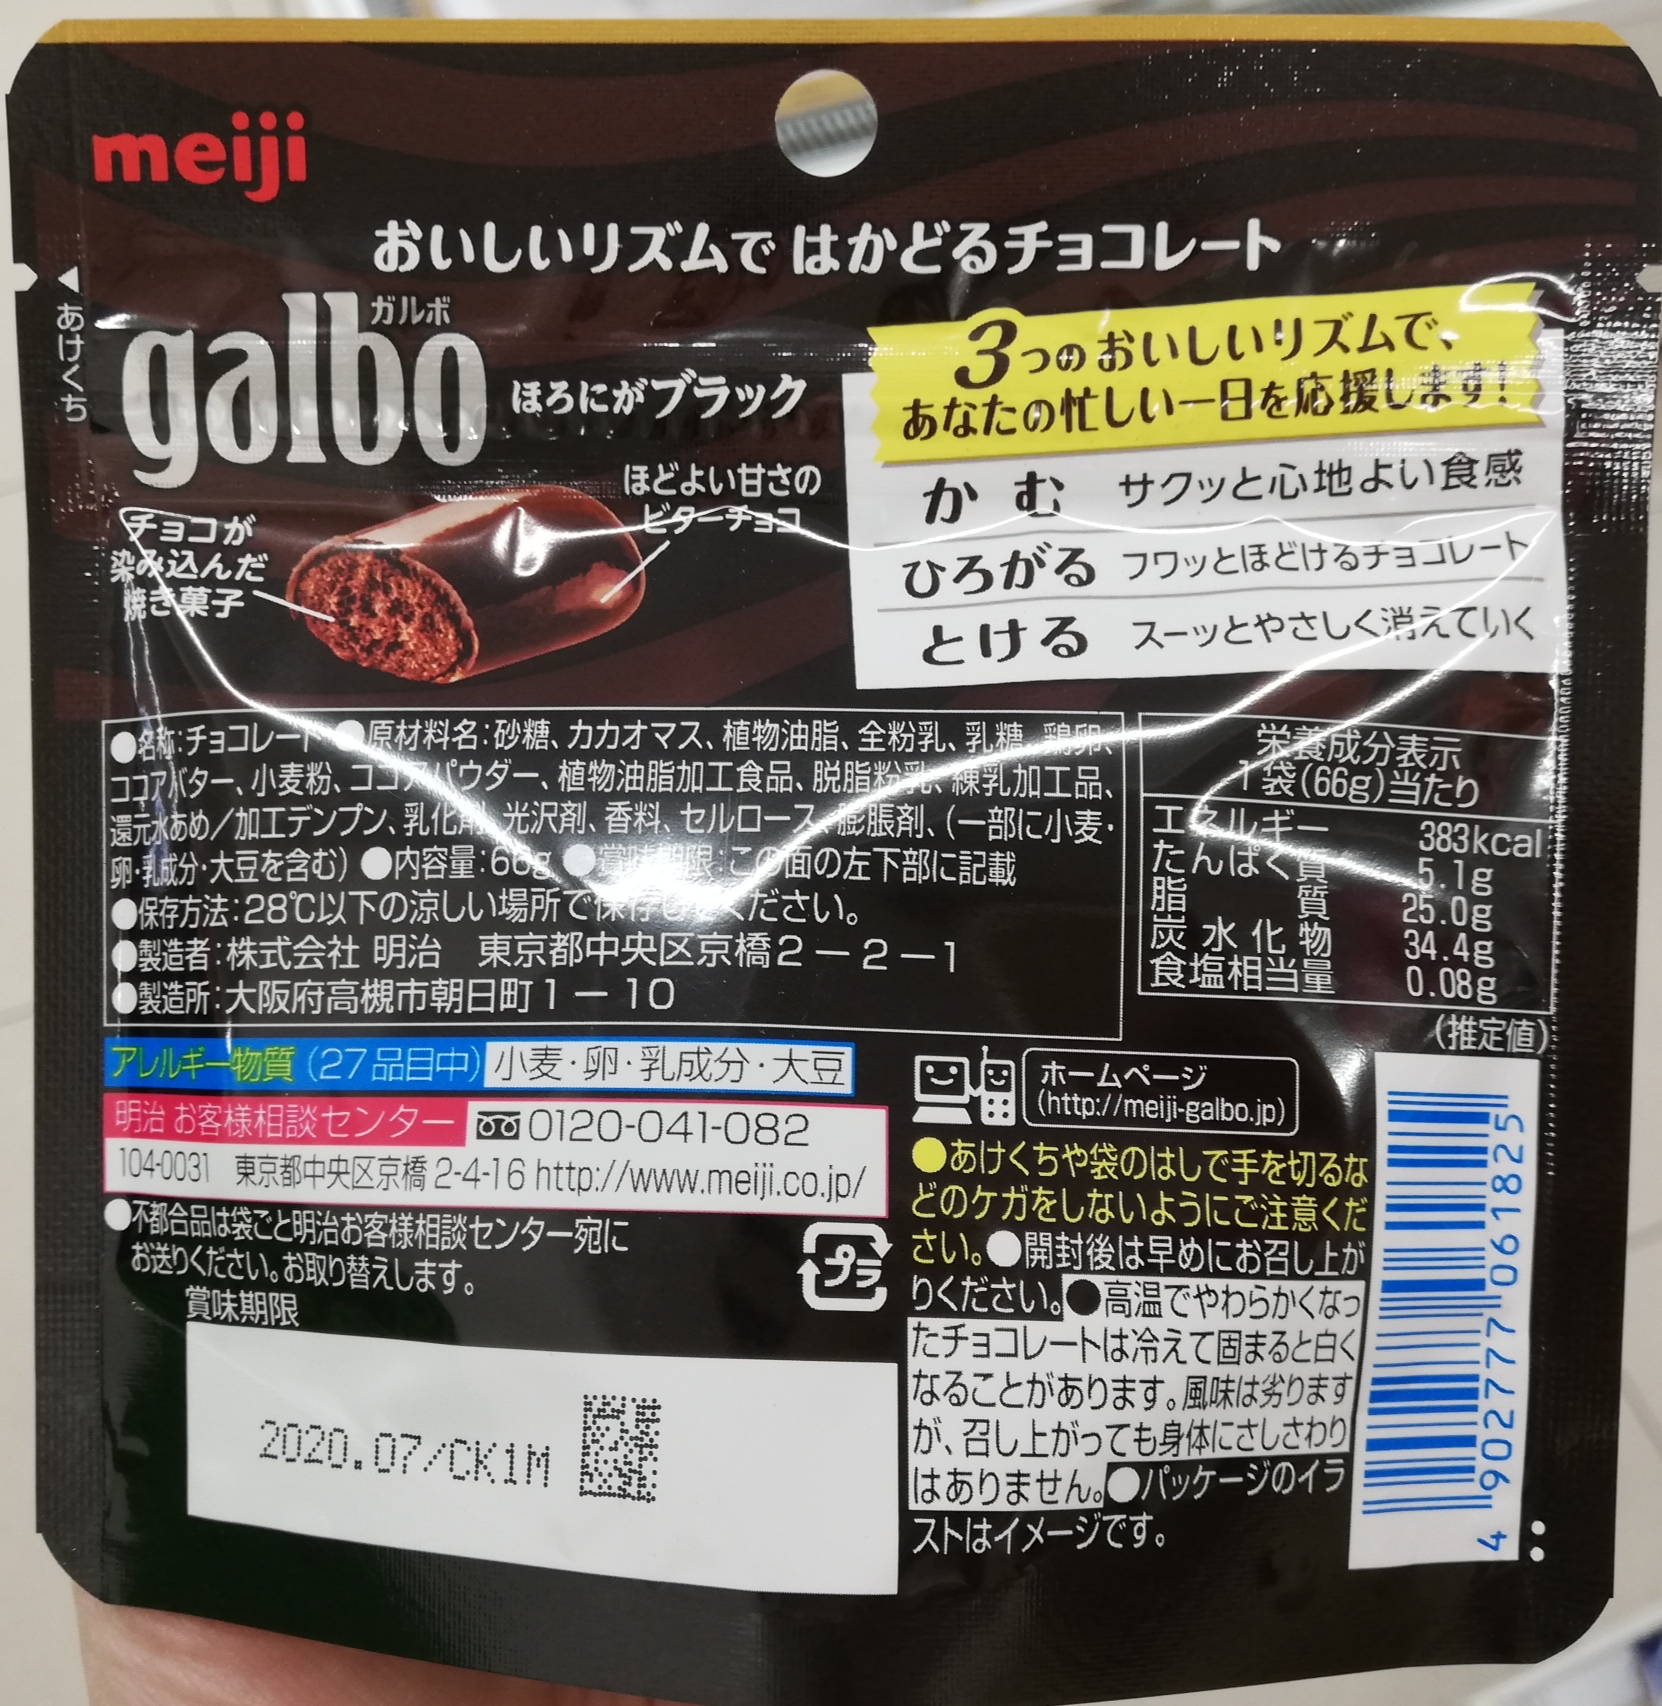 meiji
おいしいリズムで はかどるチョコレート
あけくち
ガルボ
galbo
ほろにがブラック
3つのおいしいリズムで、
あなたの忙しい一日を応援します!
かむ サクッと心地よい食感
ひろがる フワッとほどけるチョコレート
とける スーッとやさしく消えていく
ほどよい甘さの
ビターチョコ
チョコが
染み込んだ
焼き菓子
●名称:チョコレート ●原材料名:砂糖、カカオマス、植物油脂、全粉乳、乳糖、鶏卵、
ココアバター、小麦粉、ココアパウダー、植物油脂加工食品、脱脂粉乳、練乳加工品、
還元水あめ/加工デンプン、乳化剤、光沢剤、香料、セルロース、膨脹剤、(一部に小麦・
卵・乳成分・大豆を含む) ●内容量:66g ●賞味期限:この面の左下部に記載
●保存方法:28℃以下の涼しい場所で保存してください。
●製造者:株式会社 明治 東京都中央区京橋2-2-1
●製造所:大阪府高槻市朝日町1-10
栄養成分表示
1袋(66g)当たり
エネルギー 383kcal
たんぱく質 5.1g
脂質 25.0g
炭水化物 34.4g
食塩相当量 0.08g
(推定値)
アレルギー物質(27品目中) 小麦・卵・乳成分・大豆
明治 お客様相談センター 0120-041-082
104-0031 東京都中央区京橋2-4-16 http://www.meiji.co.jp/
●不都合品は袋ごと明治お客様相談センター宛に
お送りください。お取り替えします。
プラ
賞味期限
2020.07/CK1M
ホームページ
(http://meiji-galbo.jp)
●あけくちや袋のはしで手を切るな
どのケガをしないようにご注意くだ
さい。●開封後は早めにお召し上が
りください。●高温でやわらかくなっ
たチョコレートは冷えて固まると白く
なることがあります。風味は劣ります
が、召し上がっても身体にさしさわり
はありません。●パッケージのイラ
ストはイメージです。
4 902777 061825